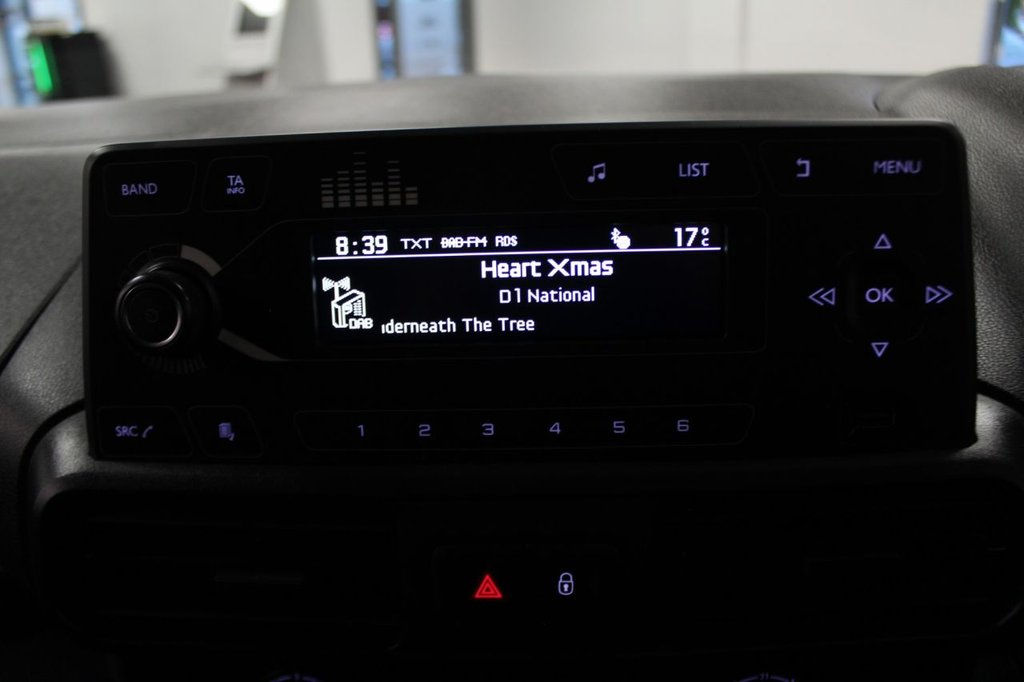 BAND
TA
INFO
LIST
MENU
8:39 TXT DAB-FM RDS 17°C
Heart Xmas
D1 National
DAB
derneath The Tree
OK
SRC
1 2 3 4 5 6